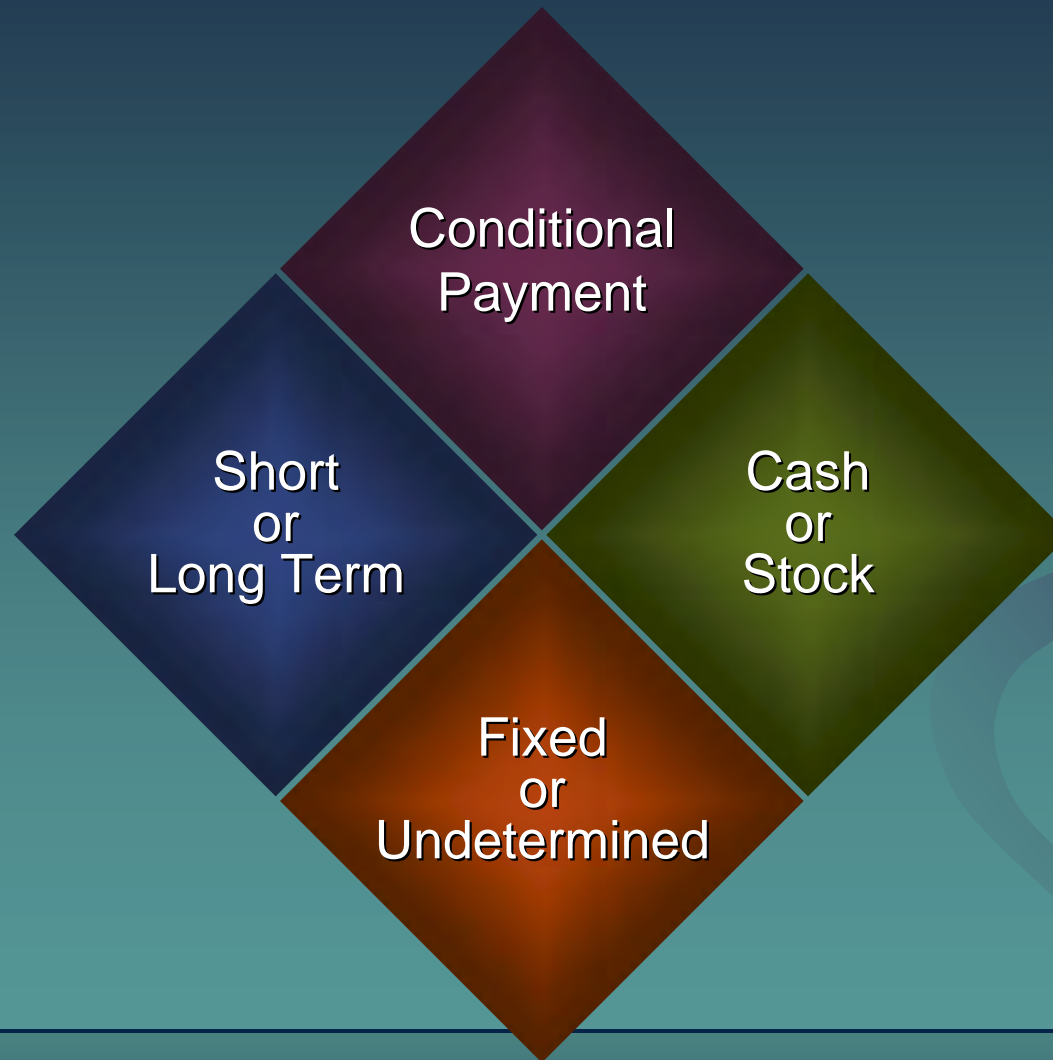 Conditional
Payment
Short
or
Long Term
Cash
or
Stock
Fixed
or
Undetermined